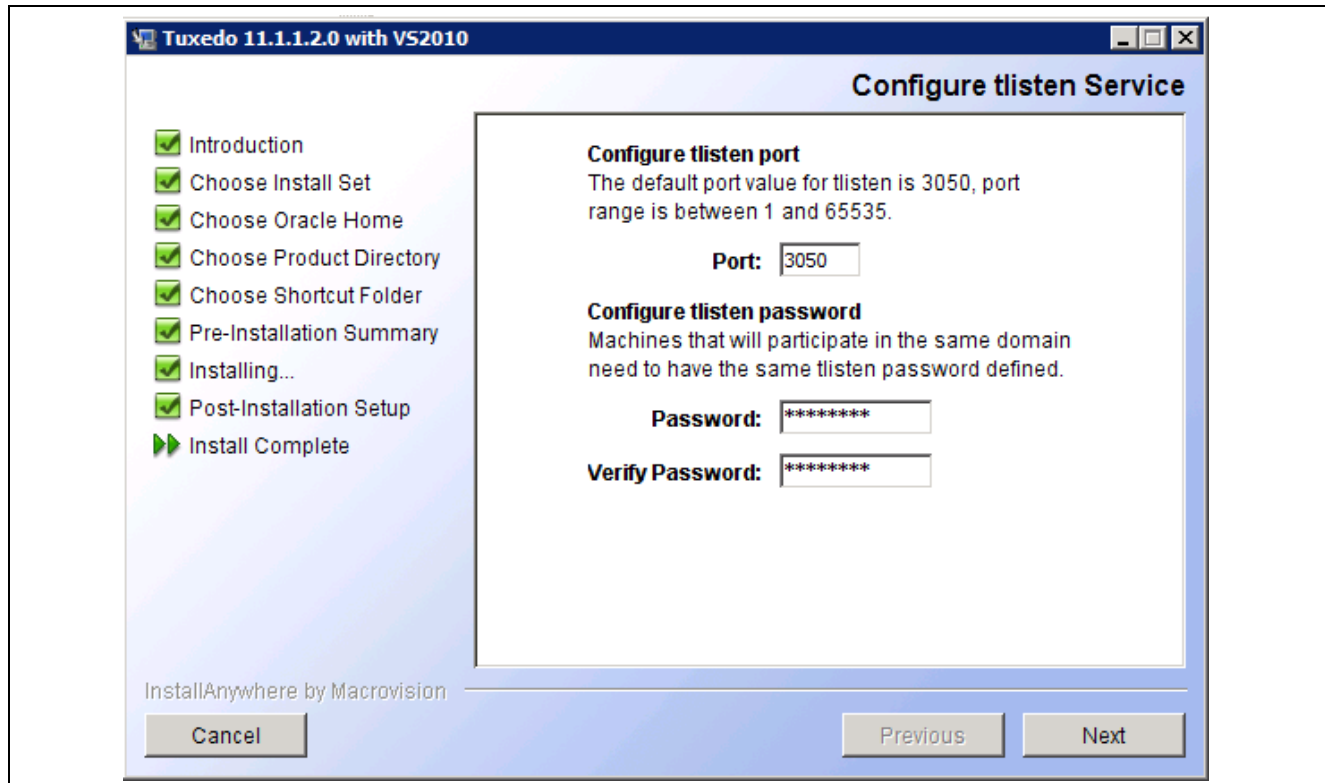 Tuxedo 11.1.1.2.0 with VS2010
Configure tlisten Service
Introduction
Choose Install Set
Choose Oracle Home
Choose Product Directory
Choose Shortcut Folder
Pre-Installation Summary
Installing...
Post-Installation Setup
Install Complete
Configure tlisten port
The default port value for tlisten is 3050, port
range is between 1 and 65535.
Port: 3050
Configure tlisten password
Machines that will participate in the same domain
need to have the same tlisten password defined.
Password: ********
Verify Password: ********
InstallAnywhere by Macrovision
Cancel
Previous
Next